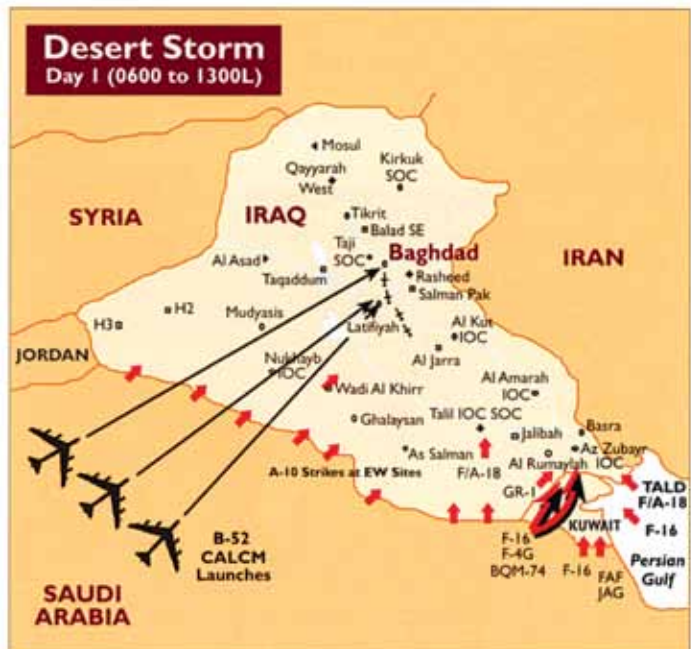 Desert Storm
Day 1 (0600 to 1300L)
Mosul
Qayyarah
West
Kirkuk
SOC
SYRIA
IRAQ
Tikrit
Balad SE
Taji
SOC
Baghdad
IRAN
Al Asad
Taqaddum
Rasheed
Salman Pak
H3
H2
Mudyasis
Latifiyah
Al Kut
IOC
JORDAN
Nukhayb
IOC
Al Jarra
Wadi Al Khirr
Al Amarah
IOC
Ghalaysan
Talil IOC SOC
Jalibah
Basra
As Salman
Az Zubayr
IOC
A-10 Strikes at EW Sites
F/A-18
Al Rumaylah
GR-1
TALD
F/A-18
B-52
CALCM
Launches
F-16
F-4G
BQM-74
KUWAIT
F-16
F-16
FAF
JAG
Persian
Gulf
SAUDI
ARABIA